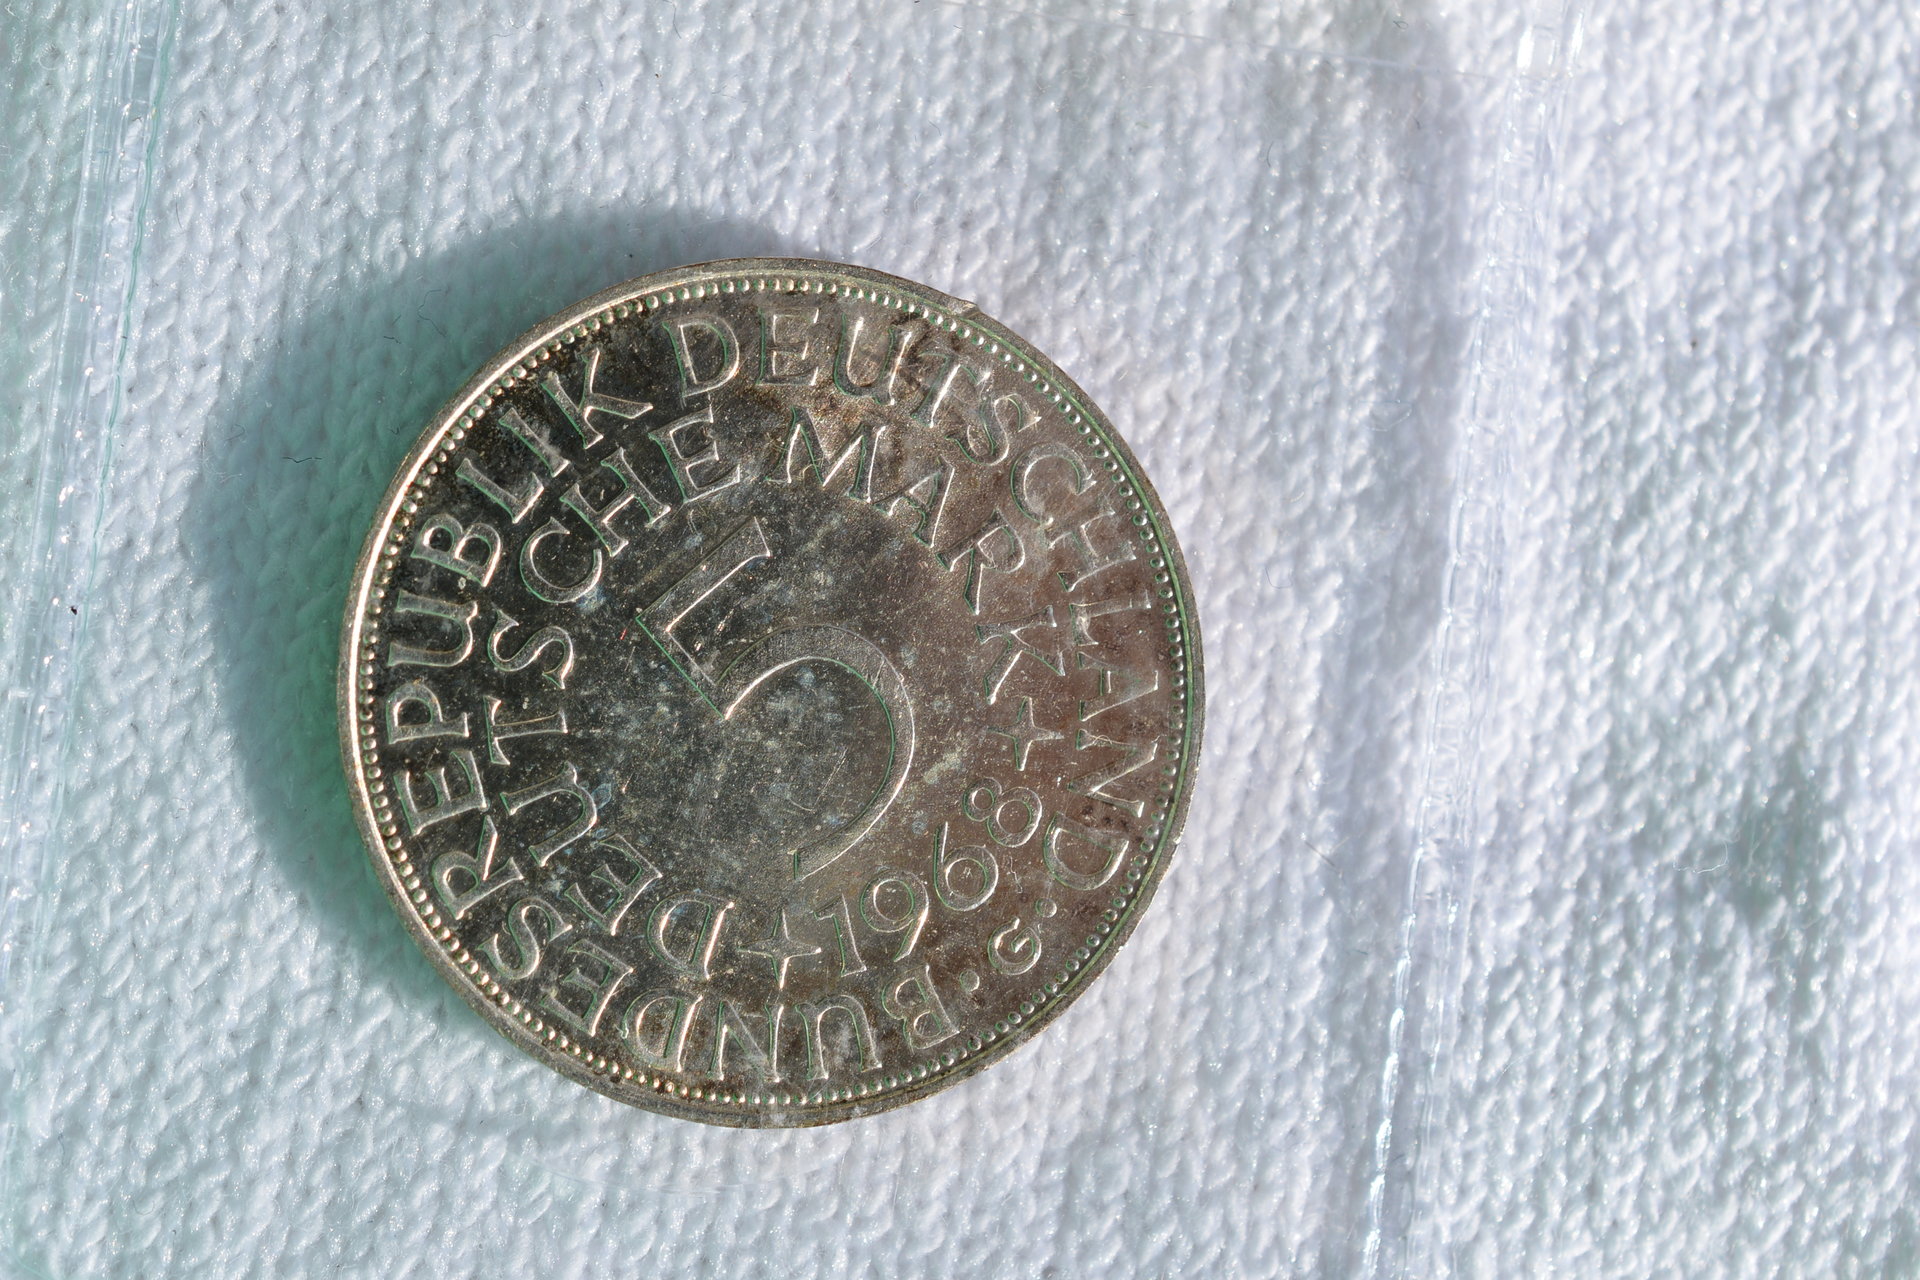 BUNDESREPUBLIK DEUTSCHLAND · G ·
DEUTSCHE MARK
1968
5